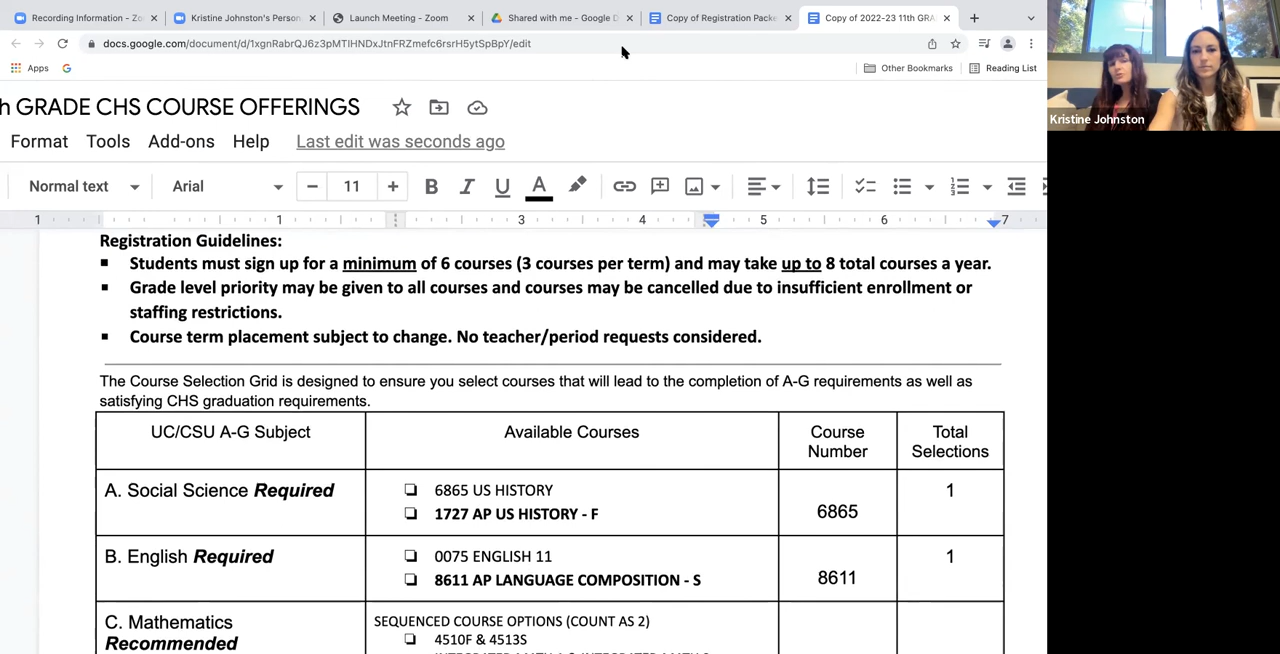 Recording Information - Zo
Kristine Johnston's Person
Launch Meeting - Zoom
Shared with me - Google D
Copy of Registration Packe
Copy of 2022-23 11th GRA
docs.google.com/document/d/1xgnRabrQJ6z3pMTIHNDxJtnFRZmefc6rsrH5ytSpBpY/edit
Apps
Other Bookmarks
Reading List
Kristine Johnston
h GRADE CHS COURSE OFFERINGS
Format Tools Add-ons Help Last edit was seconds ago
Normal text Arial 11
1 1 2 3 4 5 6 7
Registration Guidelines:
Students must sign up for a minimum of 6 courses (3 courses per term) and may take up to 8 total courses a year.
Grade level priority may be given to all courses and courses may be cancelled due to insufficient enrollment or
staffing restrictions.
Course term placement subject to change. No teacher/period requests considered.
The Course Selection Grid is designed to ensure you select courses that will lead to the completion of A-G requirements as well as
satisfying CHS graduation requirements.
UC/CSU A-G Subject
Available Courses
Course
Number
Total
Selections
A. Social Science Required
6865 US HISTORY
1727 AP US HISTORY - F
6865
1
B. English Required
0075 ENGLISH 11
8611 AP LANGUAGE COMPOSITION - S
8611
1
C. Mathematics
Recommended
SEQUENCED COURSE OPTIONS (COUNT AS 2)
4510F & 4513S